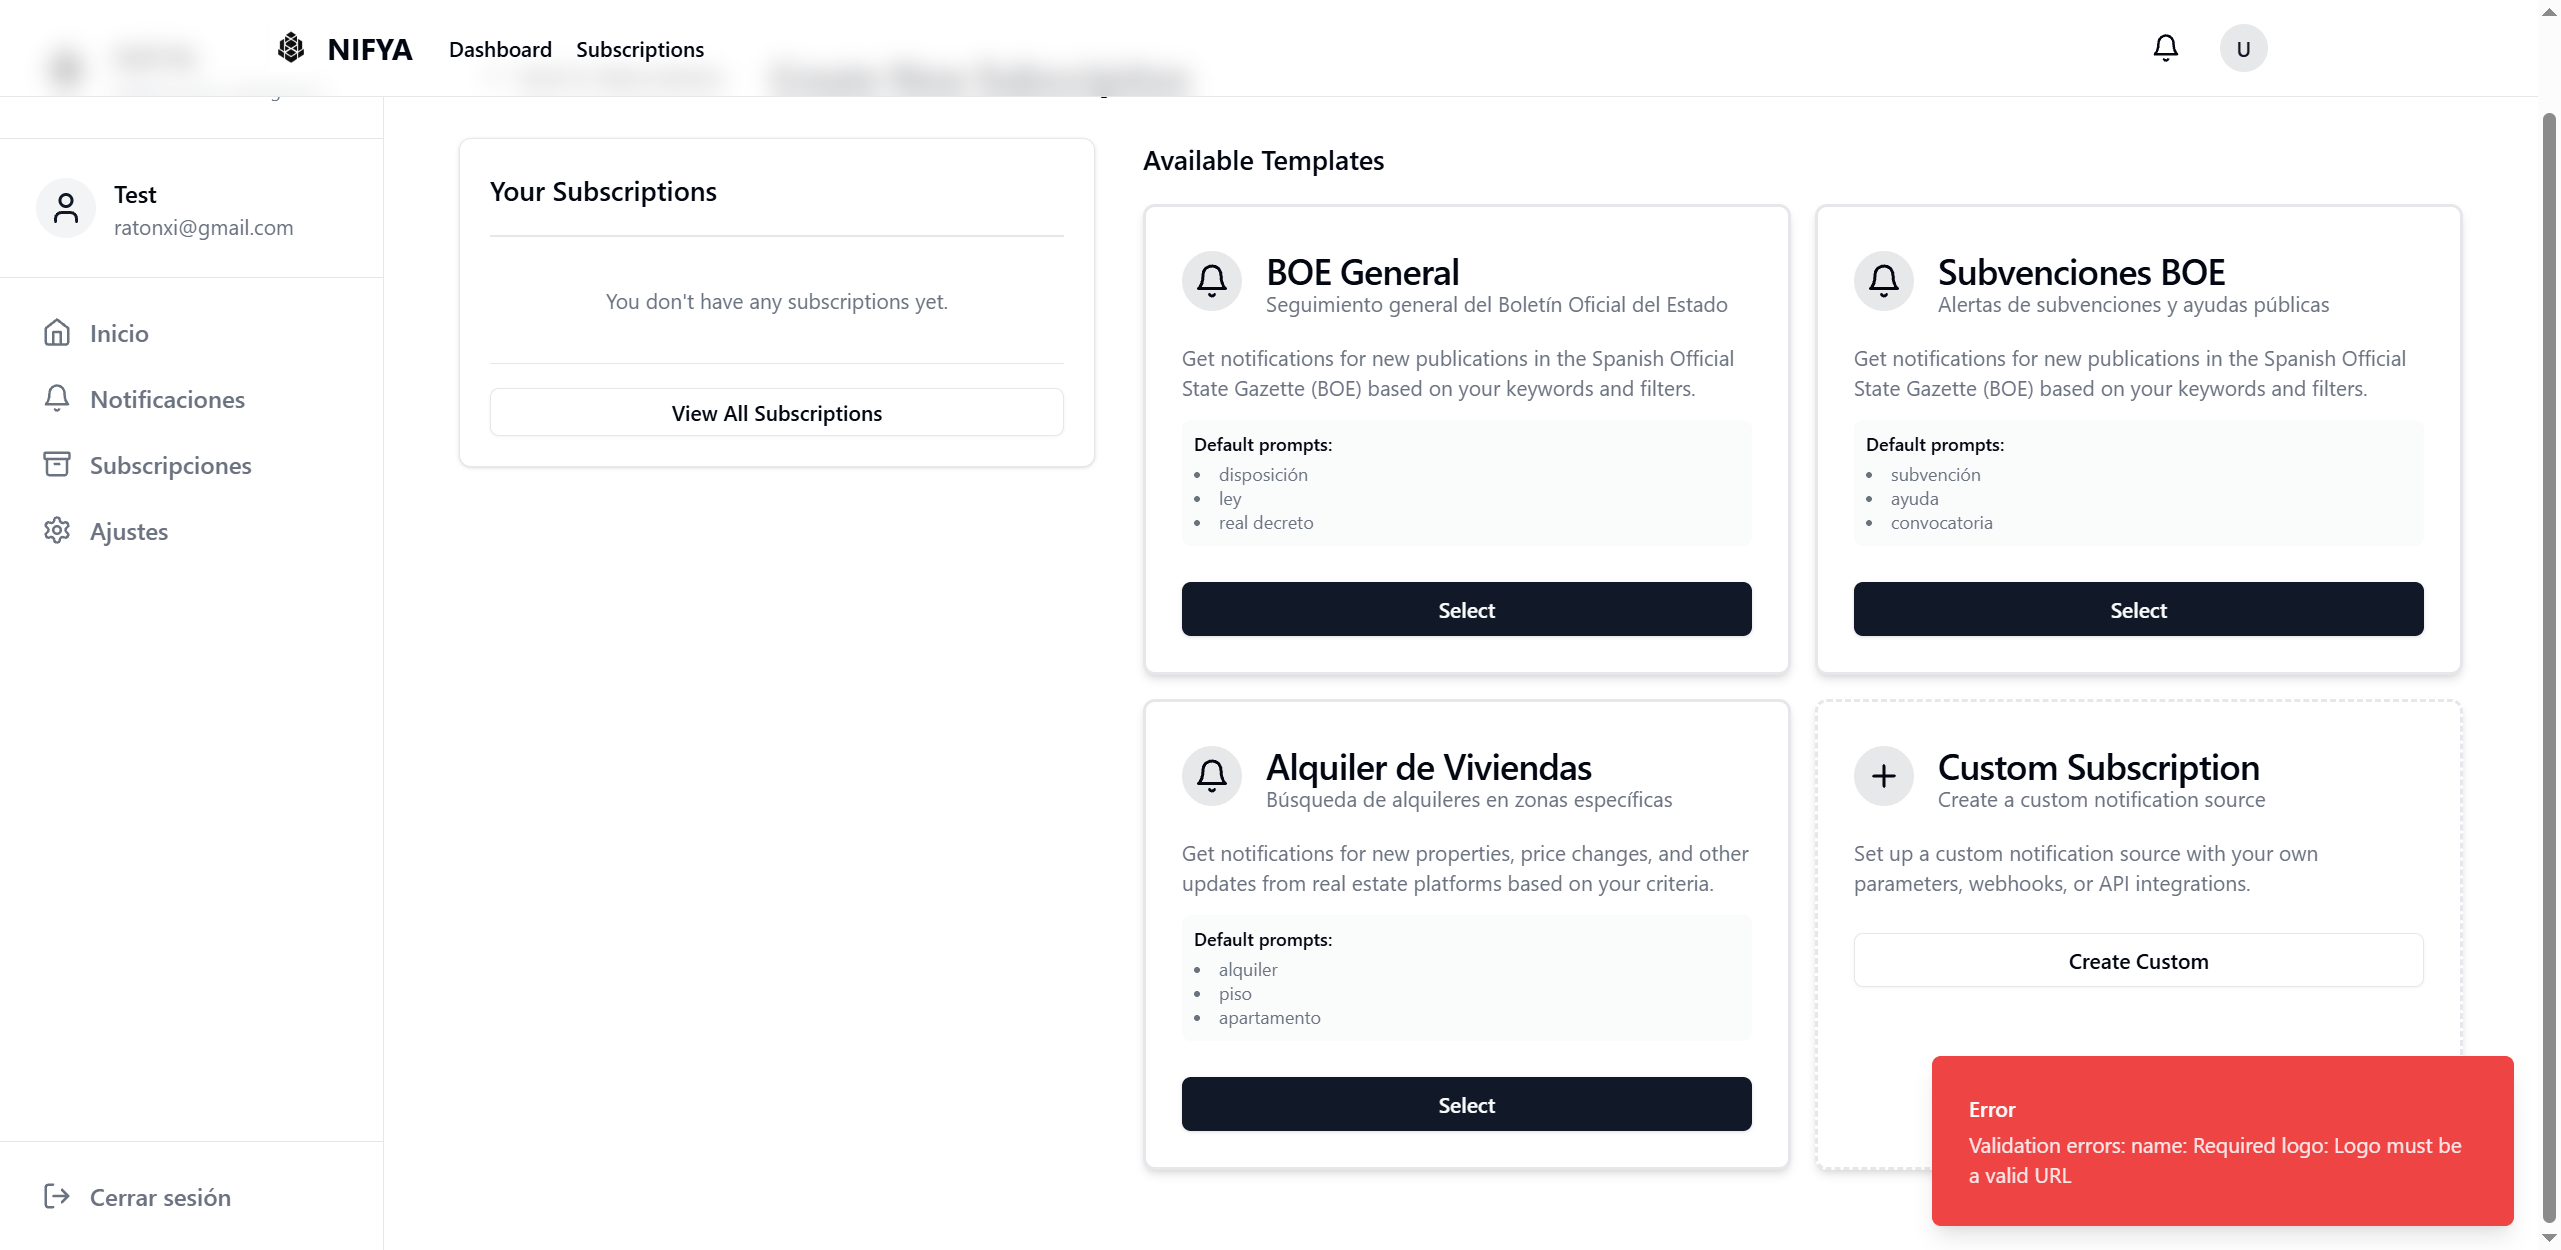 NIFYA
Dashboard
Subscriptions
U
Test
ratonxi@gmail.com
Inicio
Notificaciones
Subscripciones
Ajustes
Cerrar sesión
Your Subscriptions
You don't have any subscriptions yet.
View All Subscriptions
Available Templates
BOE General
Seguimiento general del Boletín Oficial del Estado
Get notifications for new publications in the Spanish Official
State Gazette (BOE) based on your keywords and filters.
Default prompts:
disposición
ley
real decreto
Select
Subvenciones BOE
Alertas de subvenciones y ayudas públicas
Get notifications for new publications in the Spanish Official
State Gazette (BOE) based on your keywords and filters.
Default prompts:
subvención
ayuda
convocatoria
Select
Alquiler de Viviendas
Búsqueda de alquileres en zonas específicas
Get notifications for new properties, price changes, and other
updates from real estate platforms based on your criteria.
Default prompts:
alquiler
piso
apartamento
Select
Custom Subscription
Create a custom notification source
Set up a custom notification source with your own
parameters, webhooks, or API integrations.
Create Custom
Error
Validation errors: name: Required logo: Logo must be
a valid URL